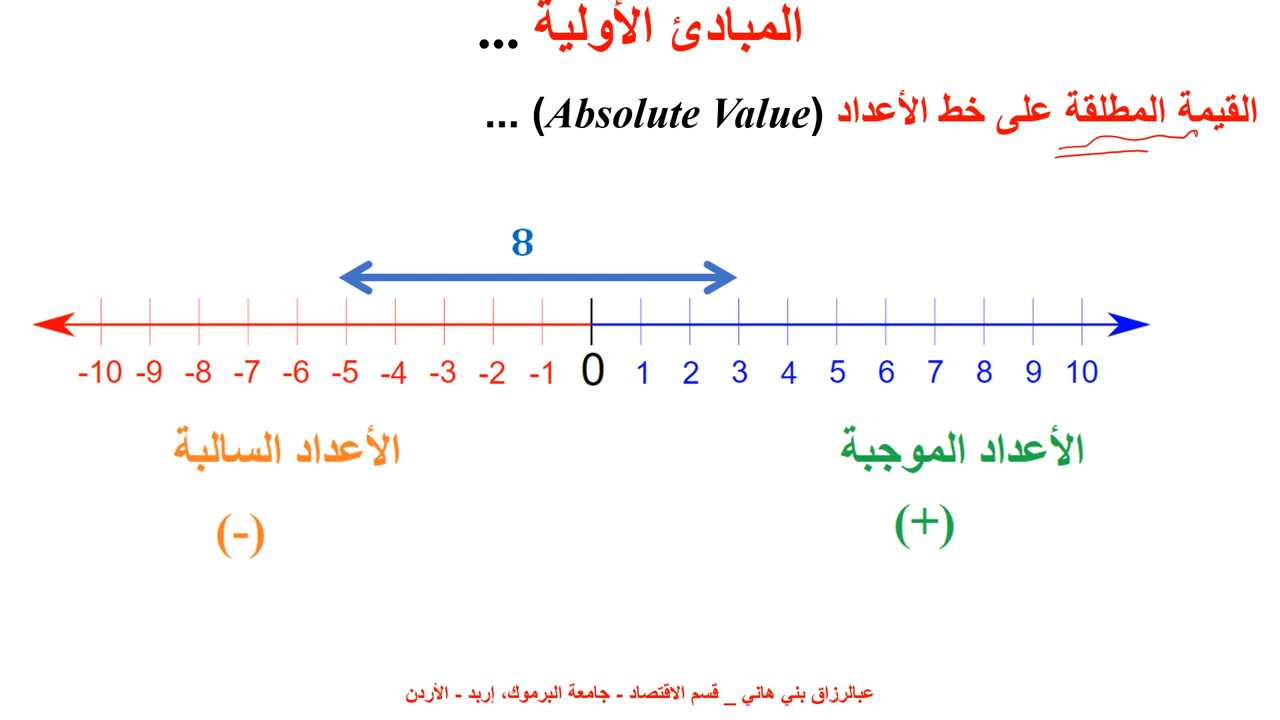 المبادئ الأولية ...
القيمة المطلقة على خط الأعداد (Absolute Value) ...
8
-10 -9 -8 -7 -6 -5 -4 -3 -2 -1 0 1 2 3 4 5 6 7 8 9 10
الأعداد السالبة الأعداد الموجبة
(-) (+)
عبالرزاق بني هاني _ قسم الاقتصاد - جامعة البرموك، إربد - الأردن